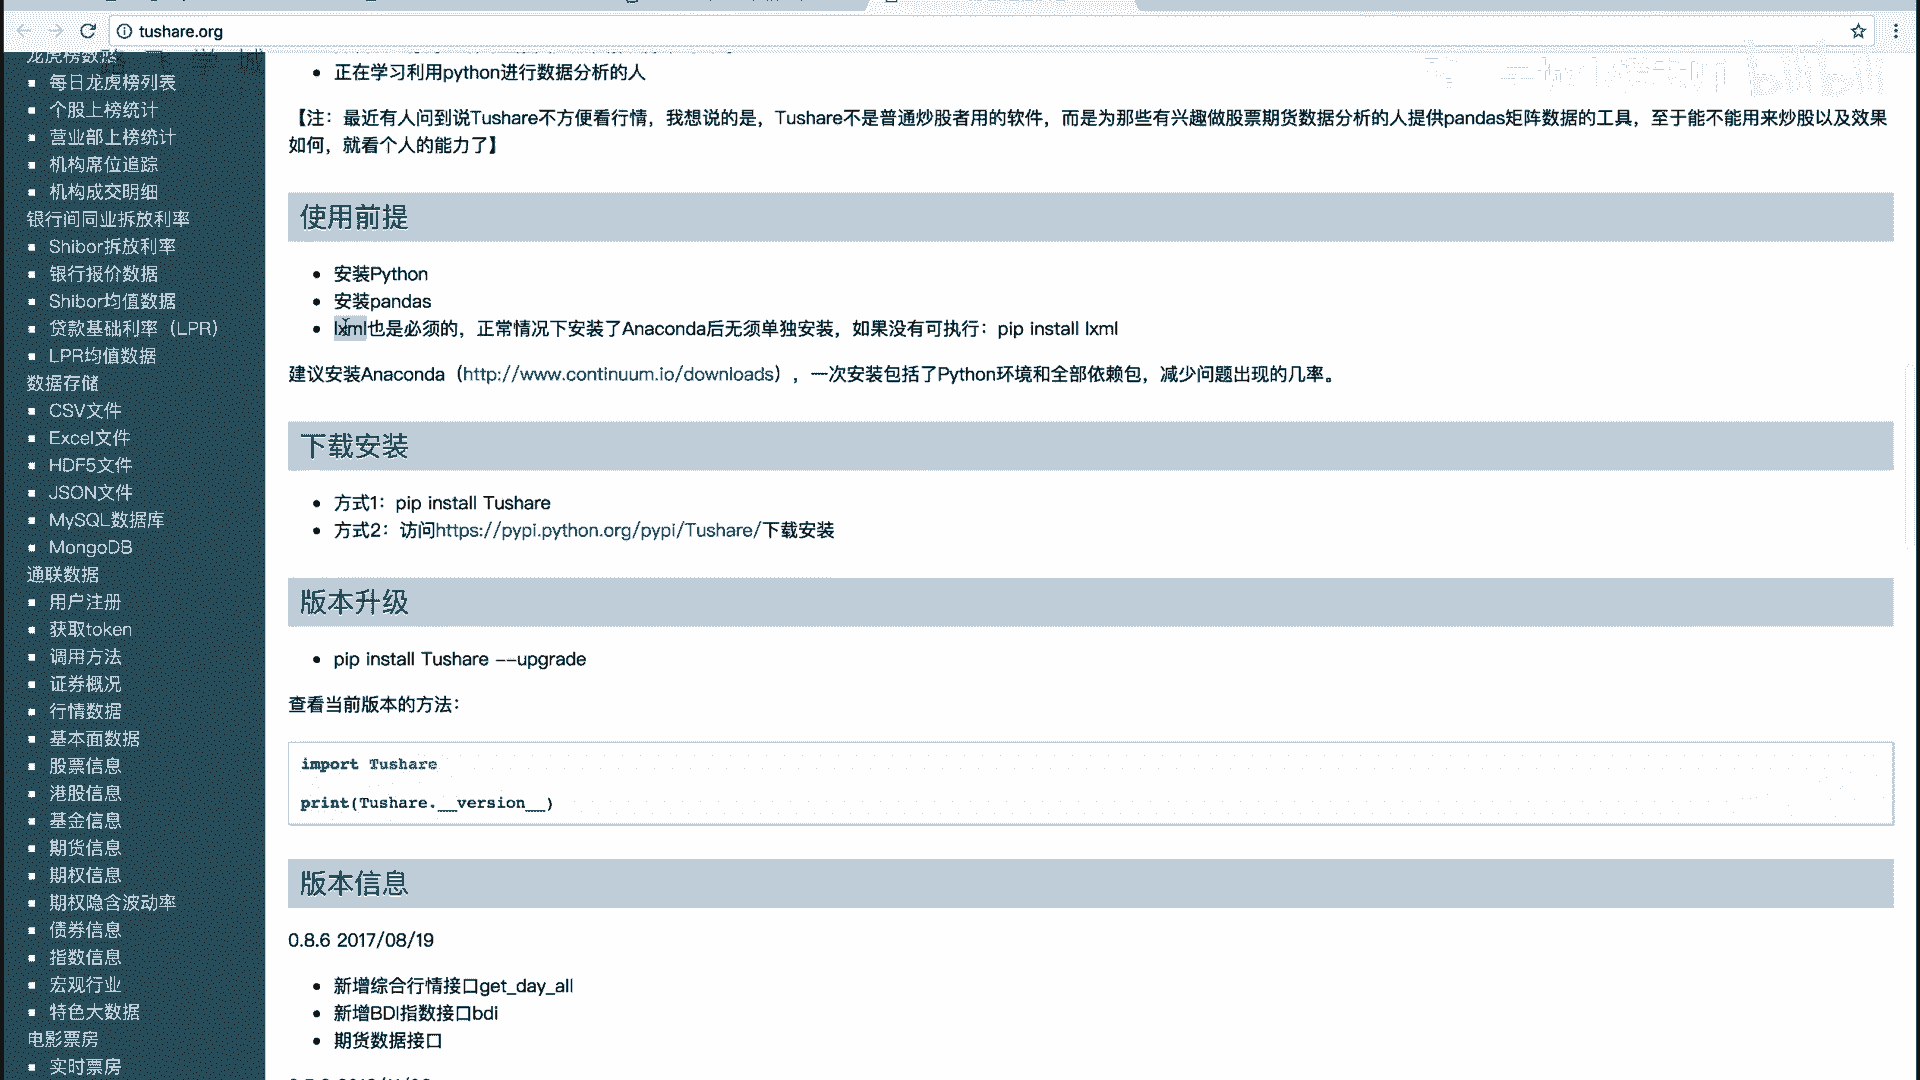 tushare.org
龙虎榜数据
每日龙虎榜列表
个股上榜统计
营业部上榜统计
机构席位追踪
机构成交明细
银行间同业拆放利率
Shibor拆放利率
银行报价数据
Shibor均值数据
贷款基础利率（LPR）
LPR均值数据
数据存储
CSV文件
Excel文件
HDF5文件
JSON文件
MySQL数据库
MongoDB
通联数据
用户注册
获取token
调用方法
证券概况
行情数据
基本面数据
股票信息
港股信息
基金信息
期货信息
期权信息
期权隐含波动率
债券信息
指数信息
宏观行业
特色大数据
电影票房
实时票房
正在学习利用python进行数据分析的人
【注：最近有人问到说Tushare不方便看行情，我想说的是，Tushare不是普通炒股者用的软件，而是为那些有兴趣做股票期货数据分析的人提供pandas矩阵数据的工具，至于能不能用来炒股以及效果
如何，就看个人的能力了】
使用前提
安装Python
安装pandas
lxml也是必须的，正常情况下安装了Anaconda后无须单独安装，如果没有可执行：pip install lxml
建议安装Anaconda（http://www.continuum.io/downloads），一次安装包括了Python环境和全部依赖包，减少问题出现的几率。
下载安装
方式1：pip install Tushare
方式2：访问https://pypi.python.org/pypi/Tushare/下载安装
版本升级
pip install Tushare --upgrade
查看当前版本的方法：
import Tushare
print(Tushare.__version__)
版本信息
0.8.6 2017/08/19
新增综合行情接口get_day_all
新增BDI指数接口bdi
期货数据接口